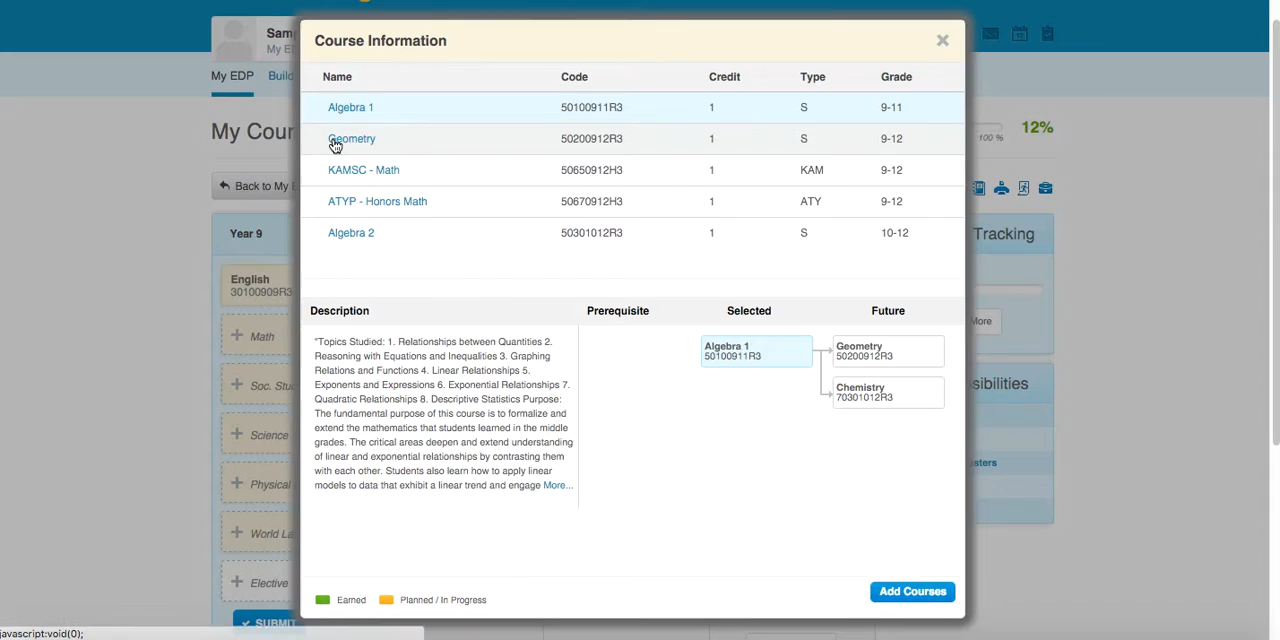 Course Information
Sam
My E
My EDP Build
My Cour
100 %
12%
Name Code Credit Type Grade
Algebra 1 50100911R3 1 S 9-11
Geometry 50200912R3 1 S 9-12
KAMSC - Math 50650912H3 1 KAM 9-12
ATYP - Honors Math 50670912H3 1 ATY 9-12
Algebra 2 50301012R3 1 S 10-12
Back to My E
Year 9
English
30100909R3
Math
Soc. Stu
Science
Physical
World La
Elective
SUBMIT
Tracking
More
sibilities
sters
Description Prerequisite Selected Future
"Topics Studied: 1. Relationships between Quantities 2.
Reasoning with Equations and Inequalities 3. Graphing
Relations and Functions 4. Linear Relationships 5.
Exponents and Expressions 6. Exponential Relationships 7.
Quadratic Relationships 8. Descriptive Statistics Purpose:
The fundamental purpose of this course is to formalize and
extend the mathematics that students learned in the middle
grades. The critical areas deepen and extend understanding
of linear and exponential relationships by contrasting them
with each other. Students also learn how to apply linear
models to data that exhibit a linear trend and engage More...
Algebra 1
50100911R3
Geometry
50200912R3
Chemistry
70301012R3
Earned Planned / In Progress
Add Courses
javascript:void(0);